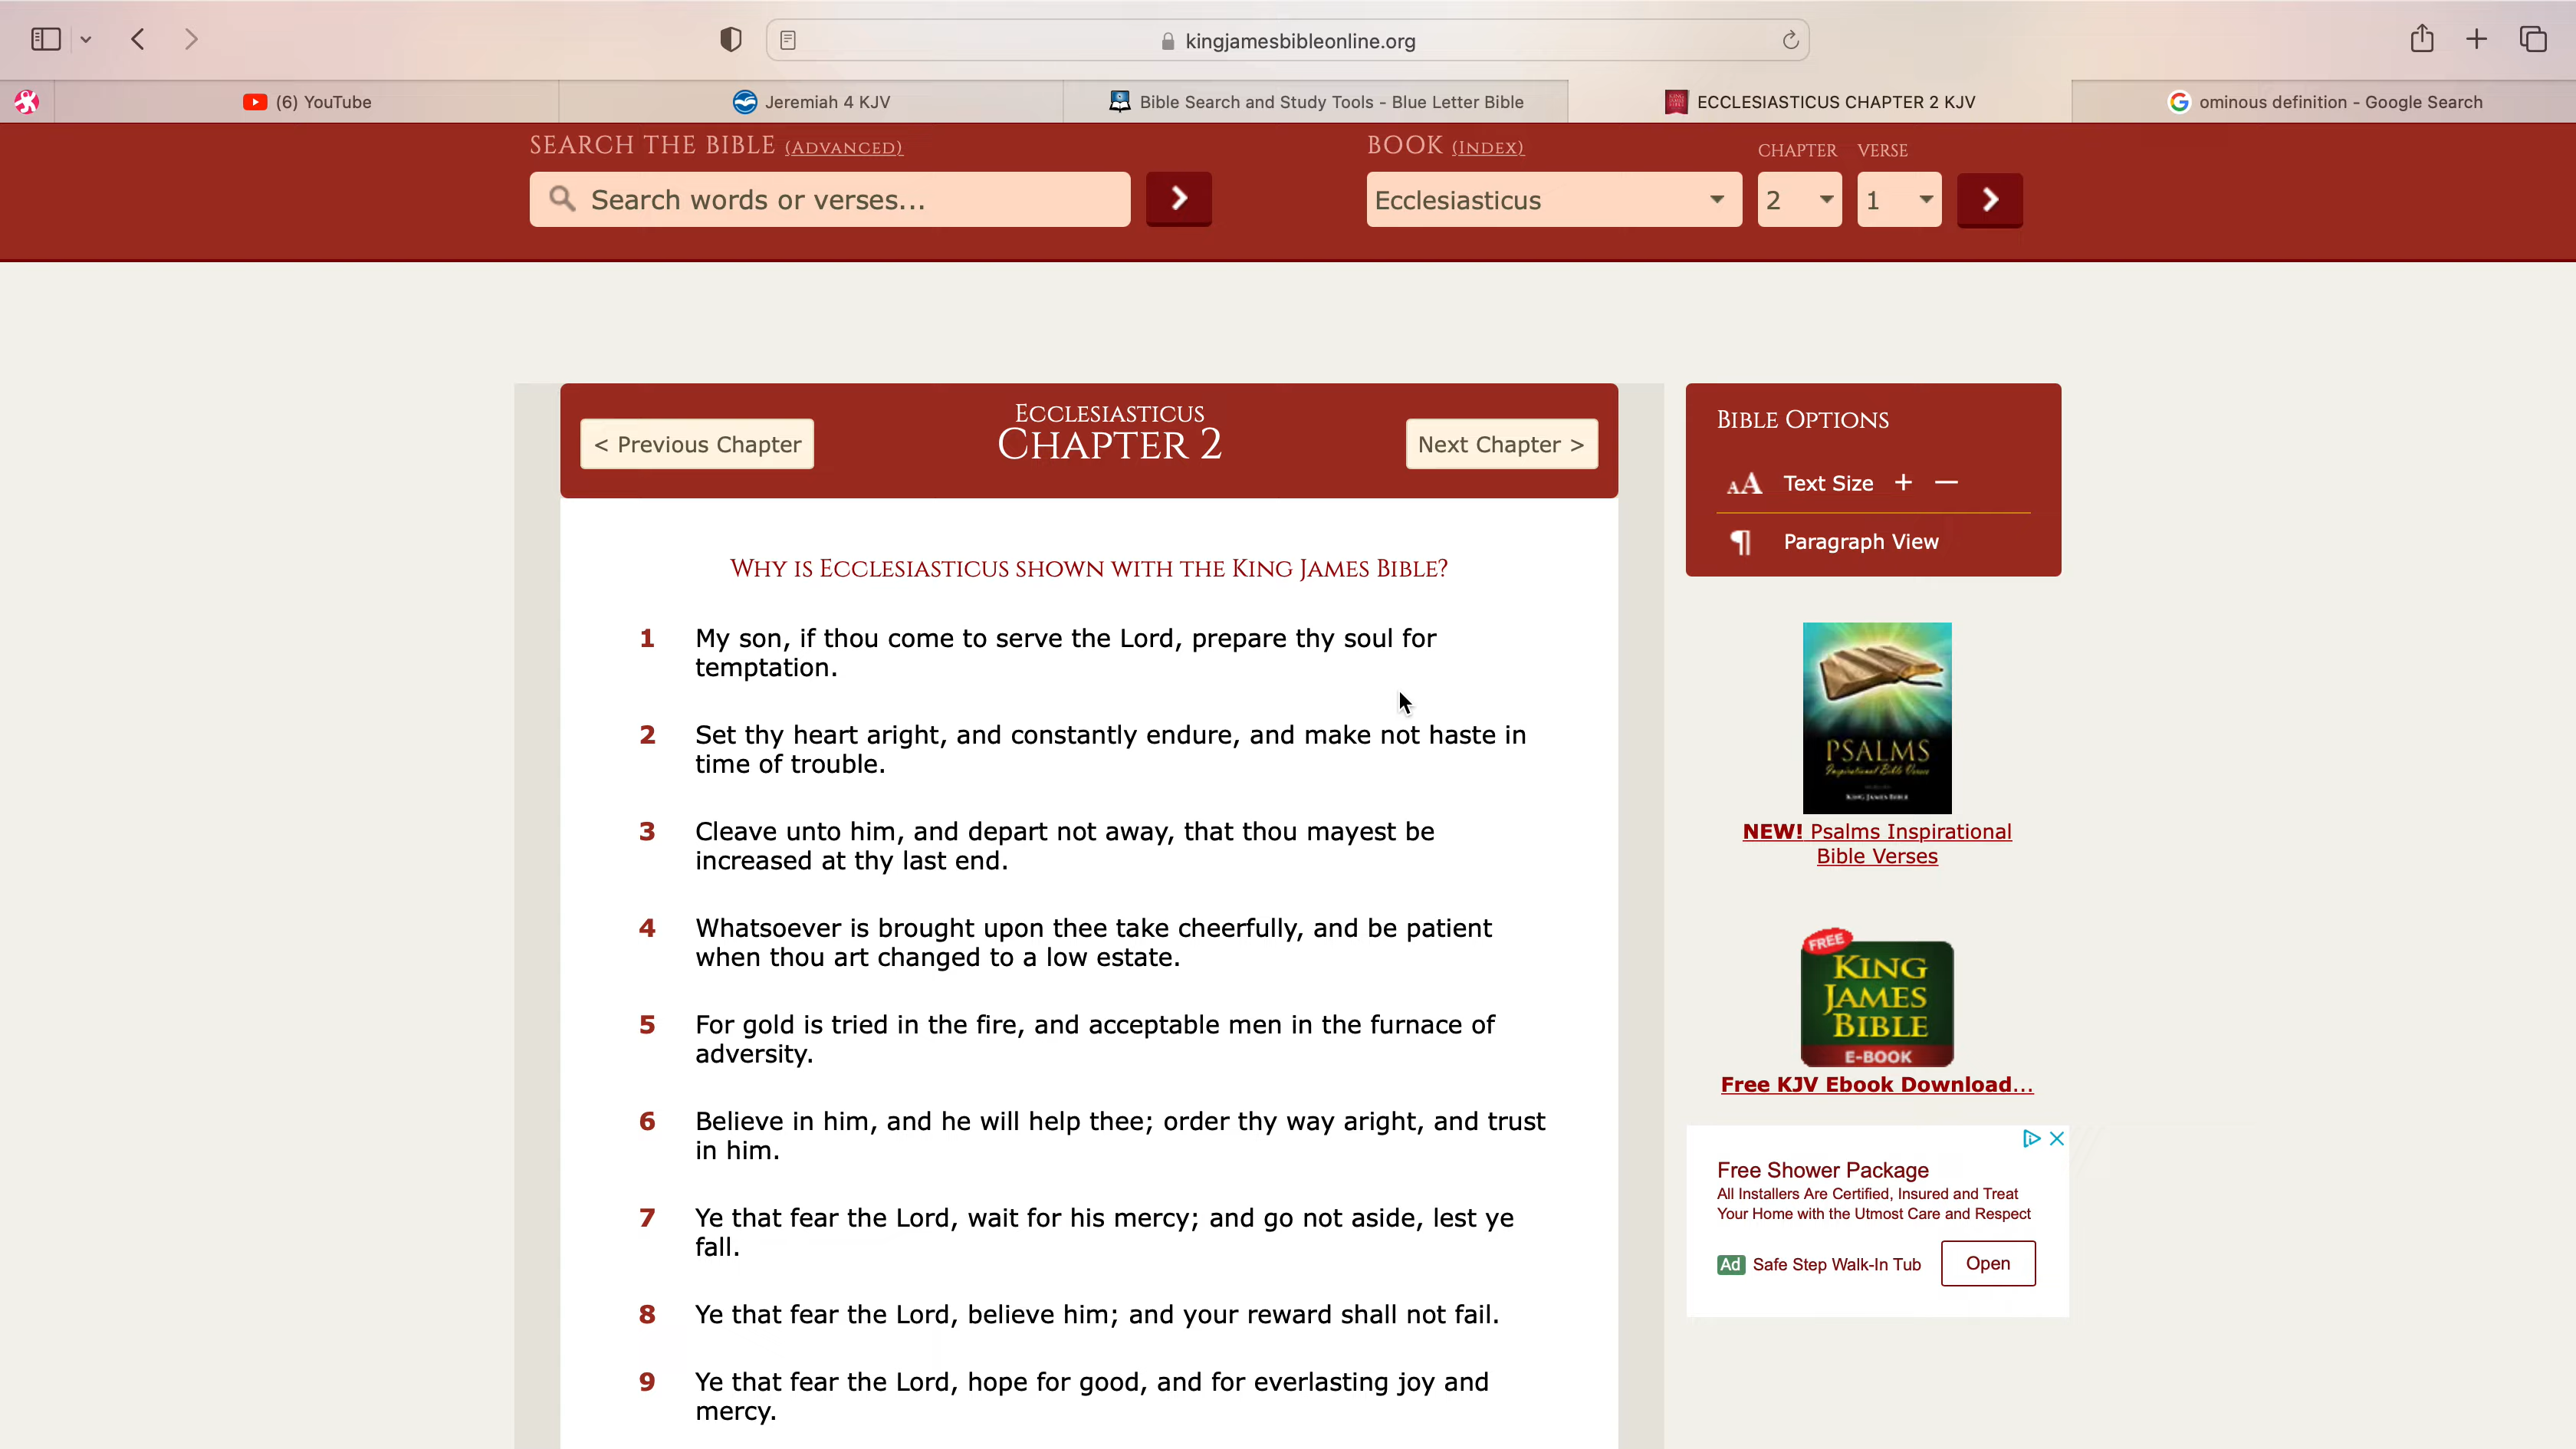 kingjamesbibleonline.org
(6) YouTube
Jeremiah 4 KJV
Bible Search and Study Tools - Blue Letter Bible
ECCLESIASTICUS CHAPTER 2 KJV
ominous definition - Google Search
SEARCH THE BIBLE (ADVANCED)
BOOK (INDEX)
CHAPTER
VERSE
Search words or verses...
Ecclesiasticus
2
1
< Previous Chapter
ECCLESIASTICUS
CHAPTER 2
Next Chapter >
WHY IS ECCLESIASTICUS SHOWN WITH THE KING JAMES BIBLE?
1 My son, if thou come to serve the Lord, prepare thy soul for
temptation.
2 Set thy heart aright, and constantly endure, and make not haste in
time of trouble.
3 Cleave unto him, and depart not away, that thou mayest be
increased at thy last end.
4 Whatsoever is brought upon thee take cheerfully, and be patient
when thou art changed to a low estate.
5 For gold is tried in the fire, and acceptable men in the furnace of
adversity.
6 Believe in him, and he will help thee; order thy way aright, and trust
in him.
7 Ye that fear the Lord, wait for his mercy; and go not aside, lest ye
fall.
8 Ye that fear the Lord, believe him; and your reward shall not fail.
9 Ye that fear the Lord, hope for good, and for everlasting joy and
mercy.
BIBLE OPTIONS
AA Text Size + −
¶ Paragraph View
PSALMS
Inspirational Bible Verses
KING JAMES BIBLE
NEW! Psalms Inspirational
Bible Verses
FREE
KING
JAMES
BIBLE
E-BOOK
Free KJV Ebook Download...
Free Shower Package
All Installers Are Certified, Insured and Treat
Your Home with the Utmost Care and Respect
Ad Safe Step Walk-In Tub
Open